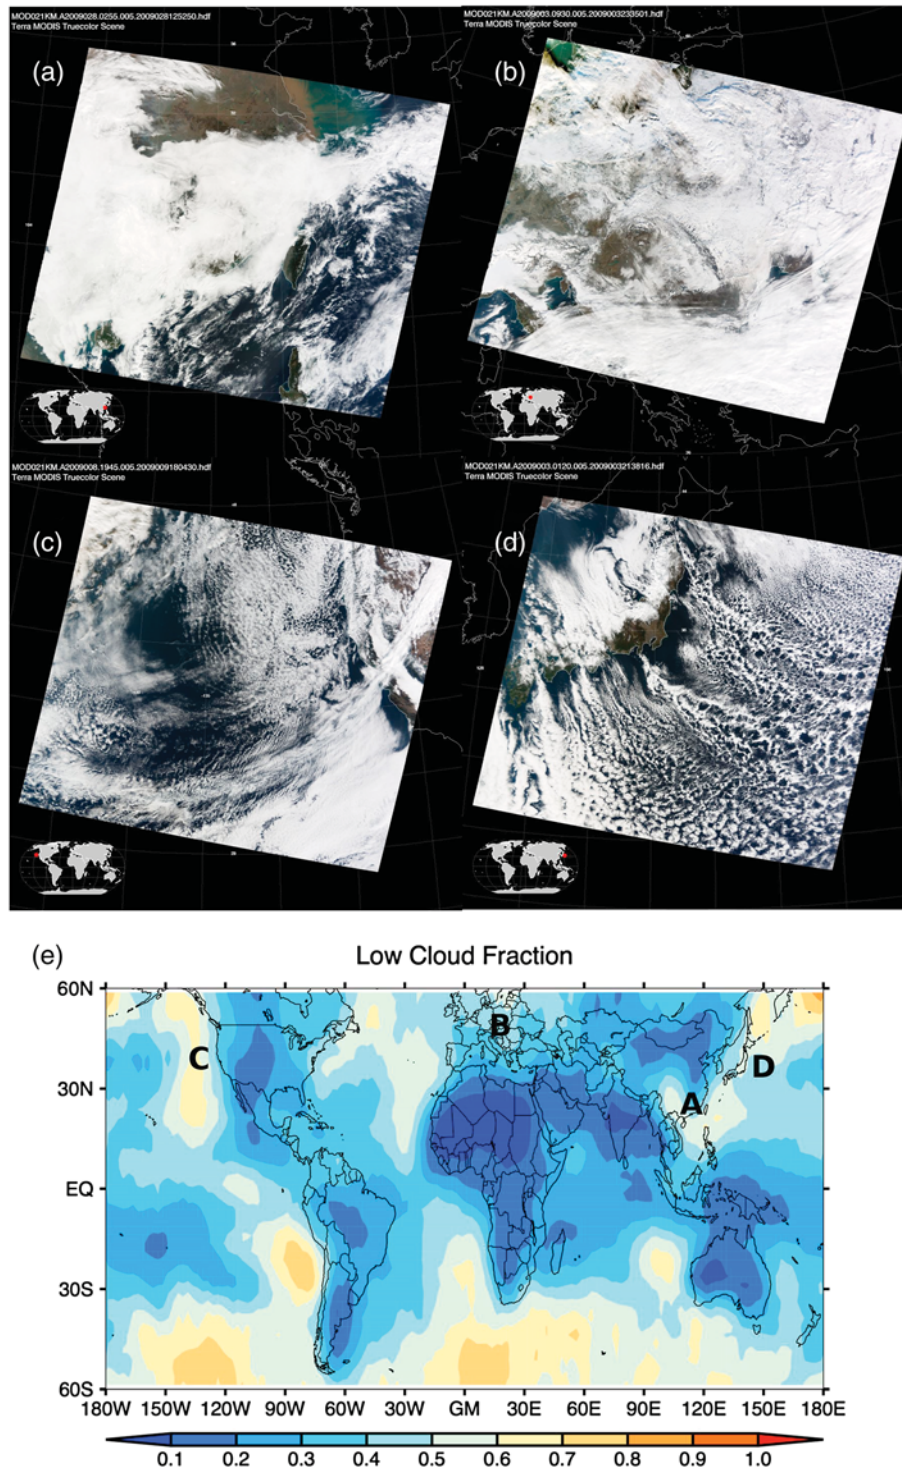 MOD021KM.A2009028.0255.005.2009028125250.hdf
Terra MODIS Truecolor Scene
(a)
MOD021KM.A2009003.0930.005.2009003233501.hdf
Terra MODIS Truecolor Scene
(b)
MOD021KM.A2009008.1945.005.2009009180430.hdf
Terra MODIS Truecolor Scene
(c)
MOD021KM.A2009003.0120.005.2009003213816.hdf
Terra MODIS Truecolor Scene
(d)
(e)
Low Cloud Fraction
60N
30N
EQ
30S
60S
A
B
C
D
180W 150W 120W 90W 60W 30W GM 30E 60E 90E 120E 150E 180E
0.1 0.2 0.3 0.4 0.5 0.6 0.7 0.8 0.9 1.0